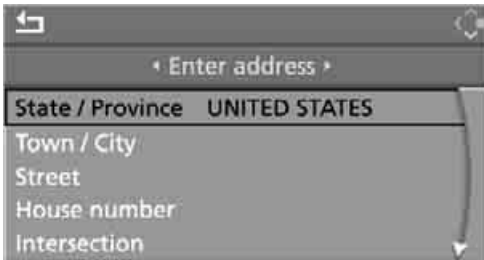 Enter address
State / Province UNITED STATES
Town / City
Street
House number
Intersection